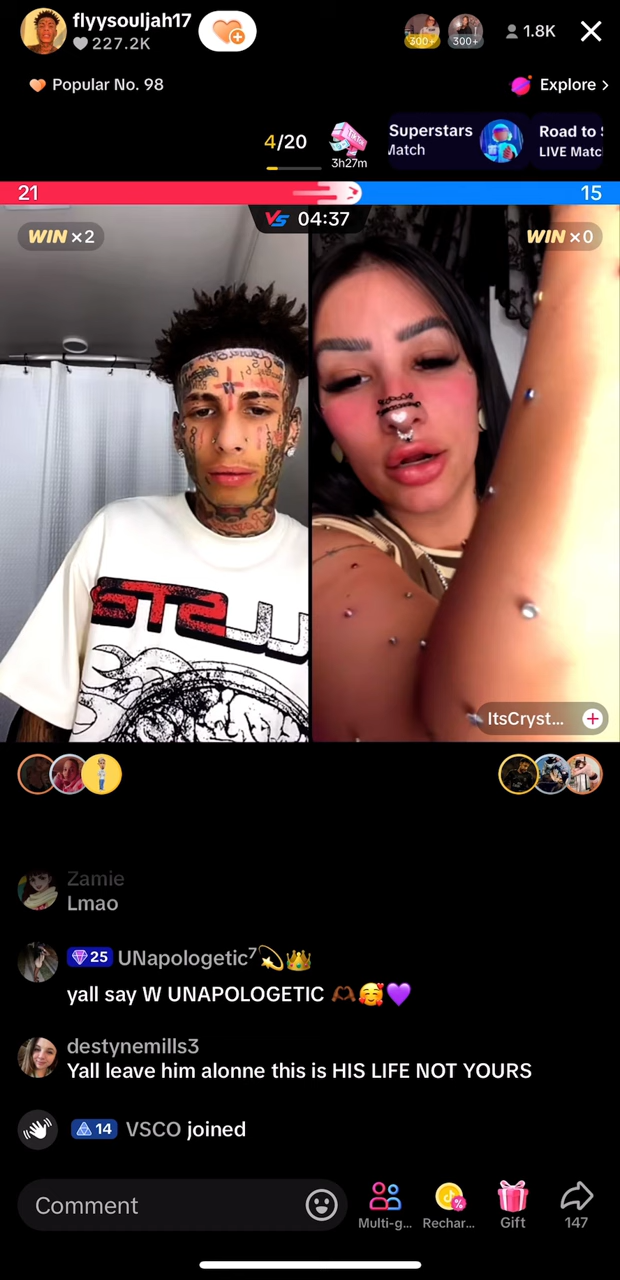 flyysouljah17
227.2K
300+
300+
1.8K
Popular No. 98
Explore
4/20
3h27m
Superstars
Match
Road to
LIVE Matc
21
15
VS 04:37
WIN ×2
WIN ×0
ItsCryst...
Zamie
Lmao
25 UNapologetic⁷💫👑
yall say W UNAPOLOGETIC 🫶🏾🥰💜
destynemills3
Yall leave him alonne this is HIS LIFE NOT YOURS
14 VSCO joined
Comment
Multi-g...
Rechar...
Gift
147